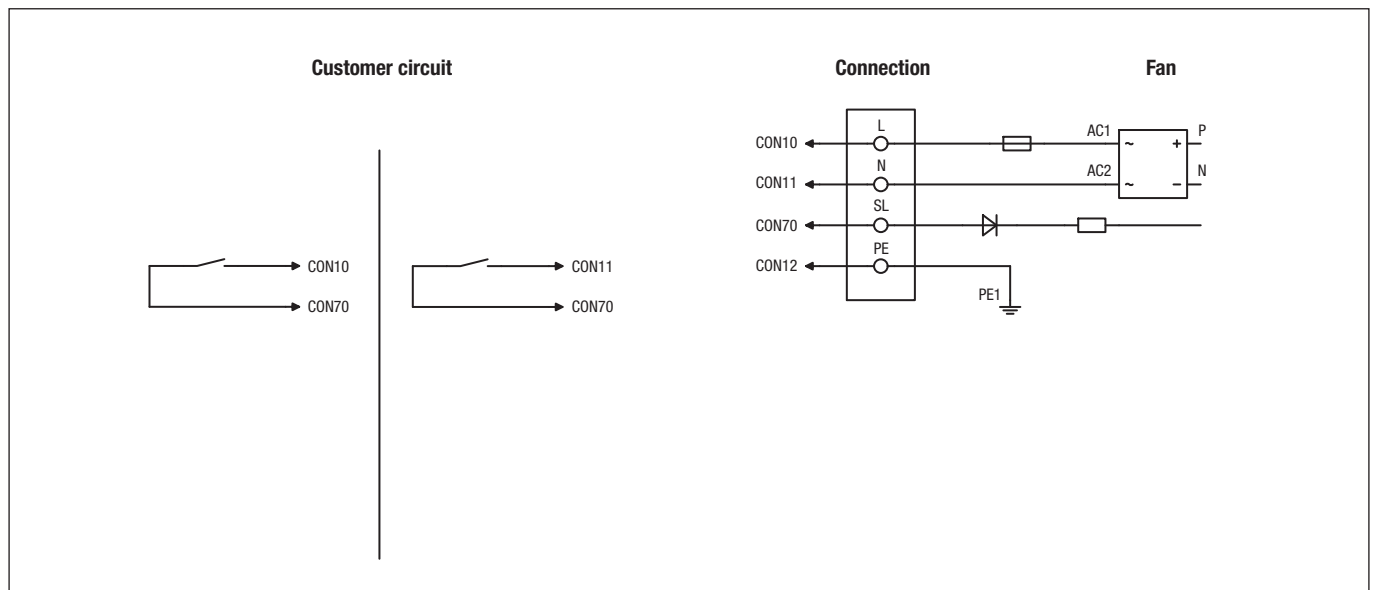 Customer circuit
Connection
Fan
CON10
CON70
CON11
CON70
CON10
CON11
CON70
CON12
L
N
SL
PE
PE1
AC1
AC2
~
~
+
−
P
N